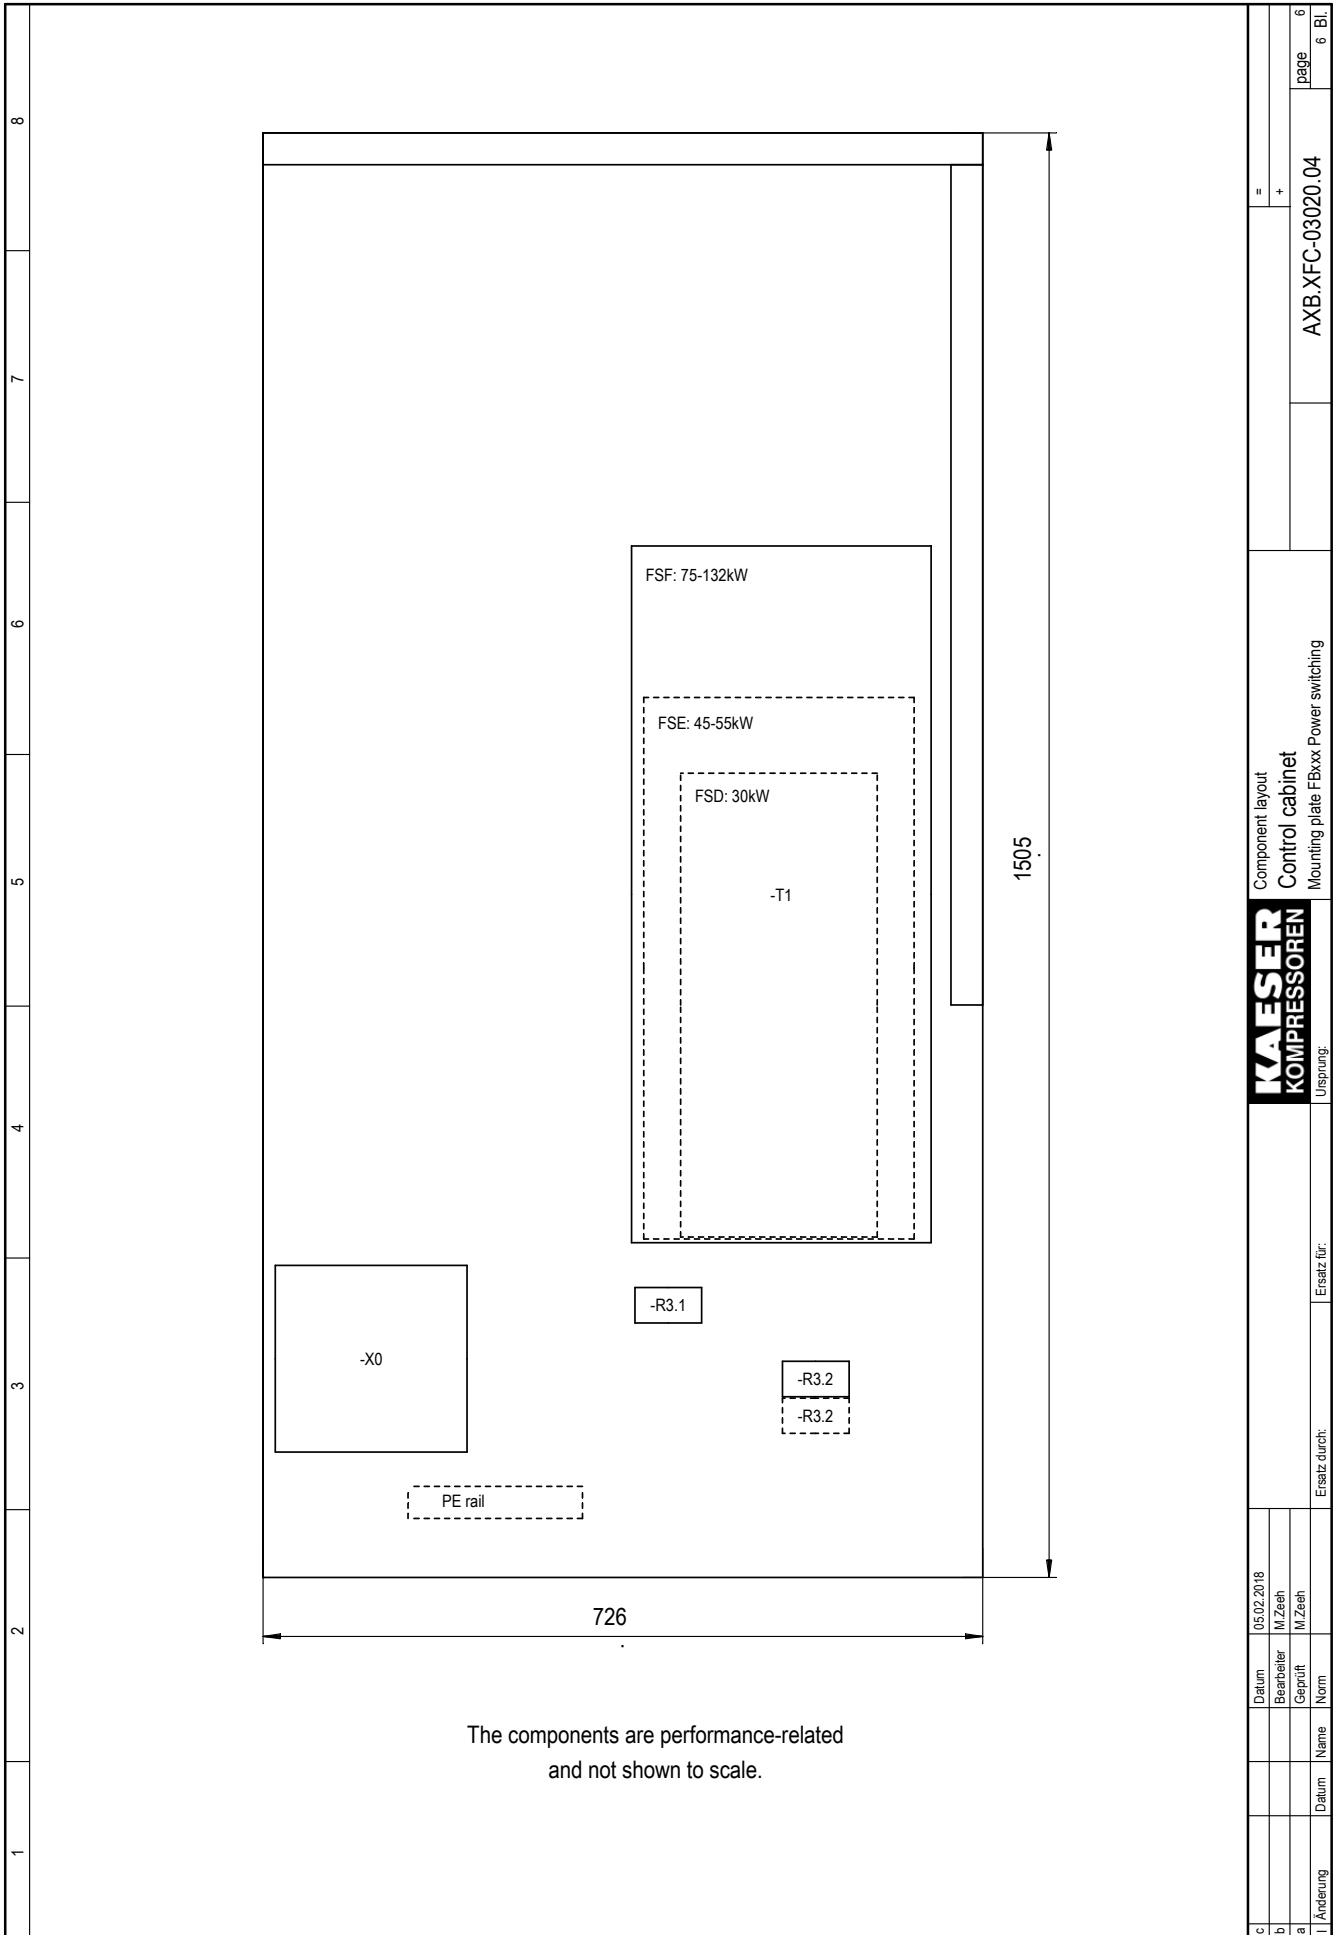 8
7
6
5
4
3
2
1
FSF: 75-132kW
FSE: 45-55kW
FSD: 30kW
-T1
1505
-R3.1
-X0
-R3.2
-R3.2
PE rail
726
The components are performance-related
and not shown to scale.
c
b
a
Änderung
Datum
Name
Datum
05.02.2018
Bearbeiter
M.Zeeh
Geprüft
M.Zeeh
Norm
Ersatz durch:
Ersatz für:
Ursprung:
KAESER
KOMPRESSOREN
Component layout
Control cabinet
Mounting plate FBxxx Power switching
=
+
AXB.XFC-03020.04
page 6
6 Bl.